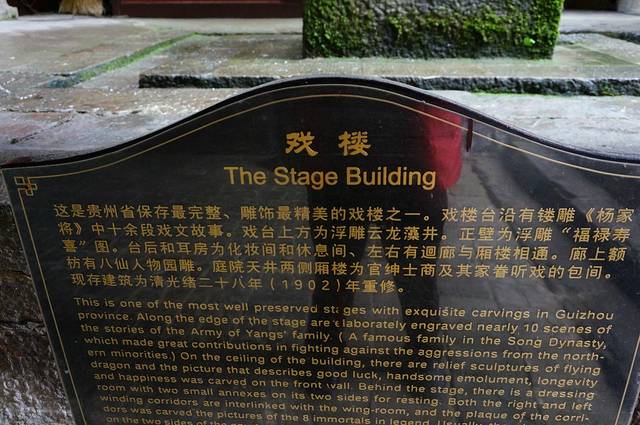 戏楼
The Stage Building
这是贵州省保存最完整、雕饰最精美的戏楼之一。戏楼台沿有镂雕《杨家
将》中十余段戏文故事。戏台上方为浮雕云龙藻井。正壁为浮雕“福禄寿
喜”图。台后和耳房为化妆间和休息间、左右有迴廊与厢楼相通。廊上额
枋有八仙人物园雕。庭院天井两侧厢楼为官绅士商及其家眷听戏的包间。
现存建筑为清光绪二十八年（1902）年重修。
This is one of the most well preserved stages with exquisite carvings in Guizhou
province. Along the edge of the stage are elaborately engraved nearly 10 scenes of
the stories of the Army of Yangs' family. ( A famous family in the Song Dynasty,
which made great contributions in fighting against the aggressions from the north-
ern minorities.) On the ceiling of the building, there are relief sculptures of flying
dragon and the picture that describes good luck, handsome emolument, longevity
and happiness was carved on the front wall. Behind the stage, there is a dressing
room with two small annexes on its two sides for resting. Both the right and left
winding corridors are interlinked with the wing-room, and the plaque of the corri-
dors was carved the pictures of the 8 immortals in legend. Usually,
on the two sides of the